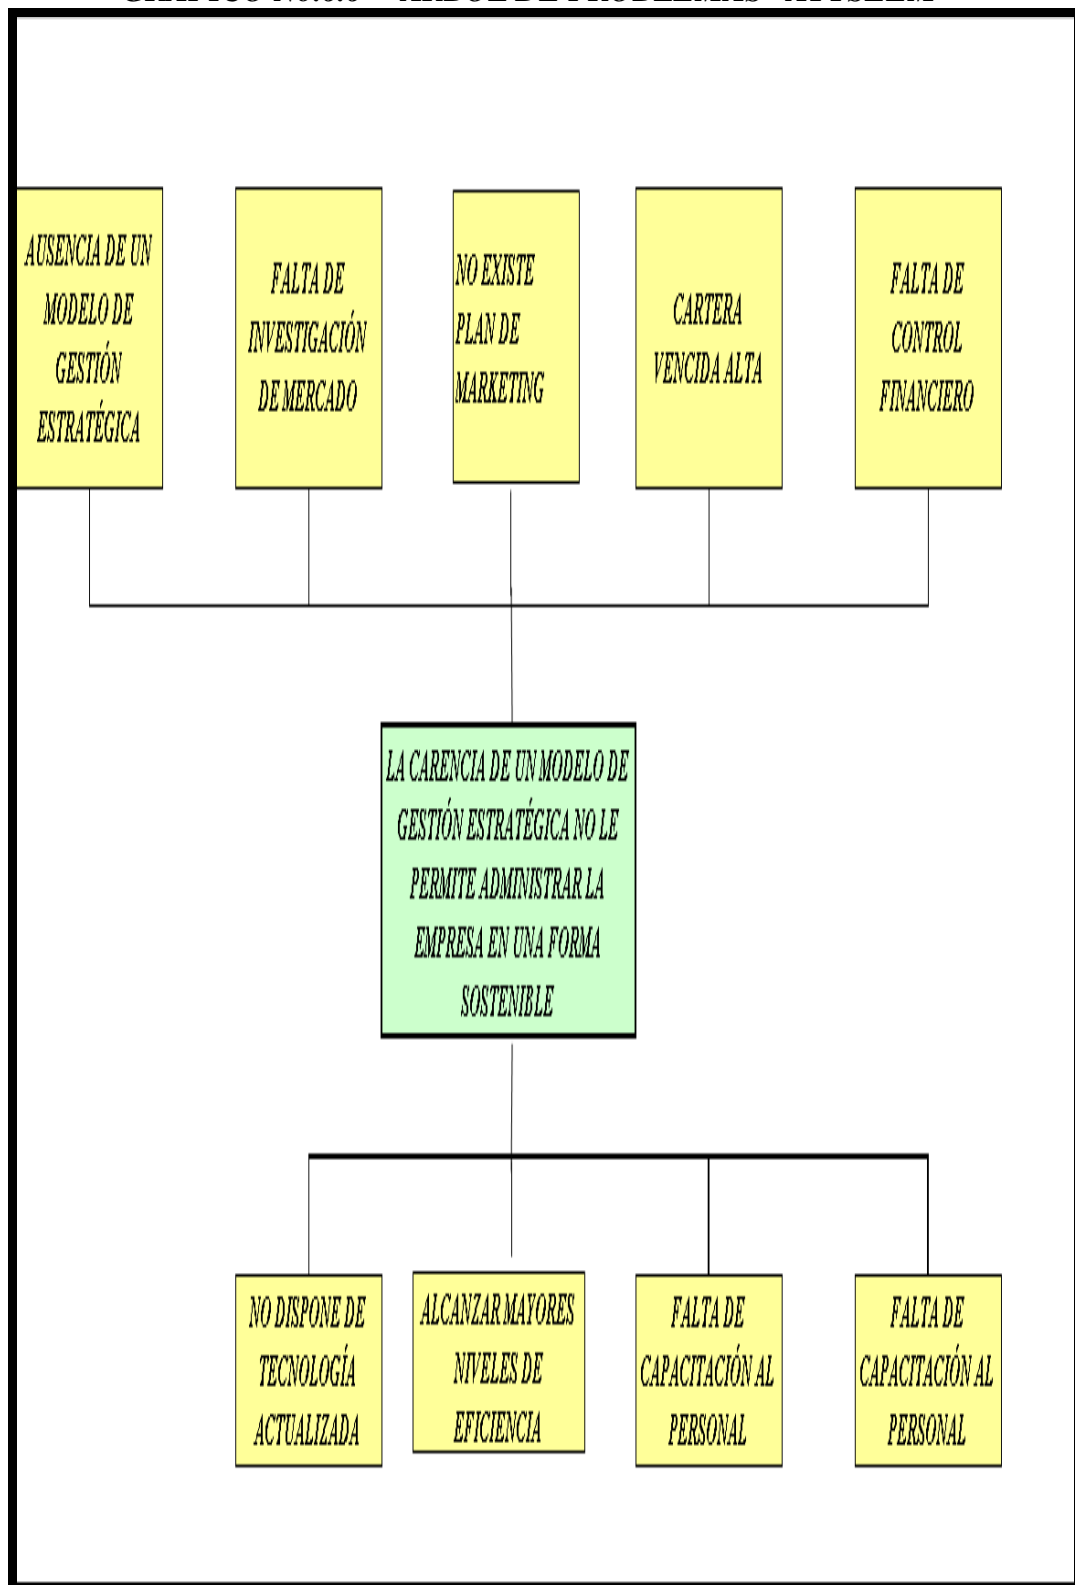 AUSENCIA DE UN
MODELO DE
GESTIÓN
ESTRATÉGICA
FALTA DE
INVESTIGACIÓN
DE MERCADO
NO EXISTE
PLAN DE
MARKETING
CARTERA
VENCIDA ALTA
FALTA DE
CONTROL
FINANCIERO
LA CARENCIA DE UN MODELO DE
GESTIÓN ESTRATÉGICA NO LE
PERMITE ADMINISTRAR LA
EMPRESA EN UNA FORMA
SOSTENIBLE
NO DISPONE DE
TECNOLOGÍA
ACTUALIZADA
ALCANZAR MAYORES
NIVELES DE
EFICIENCIA
FALTA DE
CAPACITACIÓN AL
PERSONAL
FALTA DE
CAPACITACIÓN AL
PERSONAL